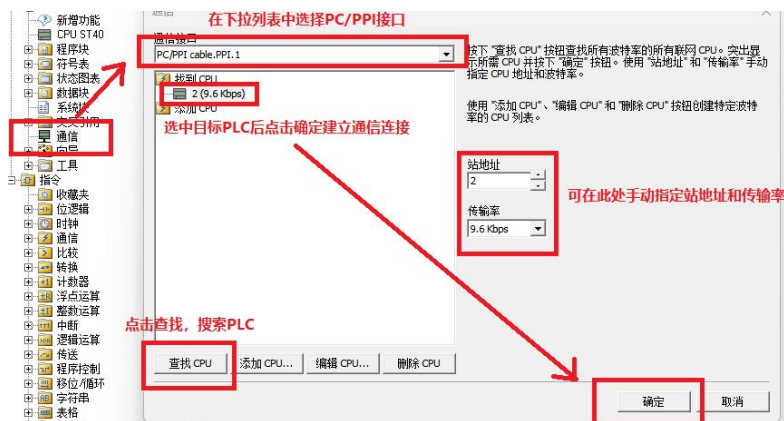 新增功能
CPU ST40
程序块
符号表
状态图表
数据块
系统块
交叉引用
通信
向导
工具
指令
收藏夹
位逻辑
时钟
通信
比较
转换
计数器
浮点运算
整数运算
中断
逻辑运算
传送
程序控制
移位/循环
字符串
表格
通信
在下拉列表中选择PC/PPI接口
通信接口
PC/PPI cable.PPI.1
找到 CPU
2 (9.6 Kbps)
添加 CPU
选中目标PLC后点击确定建立通信连接
点击查找，搜索PLC
查找 CPU
添加 CPU...
编辑 CPU...
删除 CPU
按下 "查找 CPU" 按钮查找所有波特率的所有联网 CPU。突出显
示所需 CPU 并按下 "确定" 按钮。使用 "站地址" 和 "传输率" 手动
指定 CPU 地址和波特率。
使用 "添加 CPU"、"编辑 CPU" 和 "删除 CPU" 按钮创建特定波特
率的 CPU 列表。
站地址
2
传输率
9.6 Kbps
可在此处手动指定站地址和传输率
确定
取消